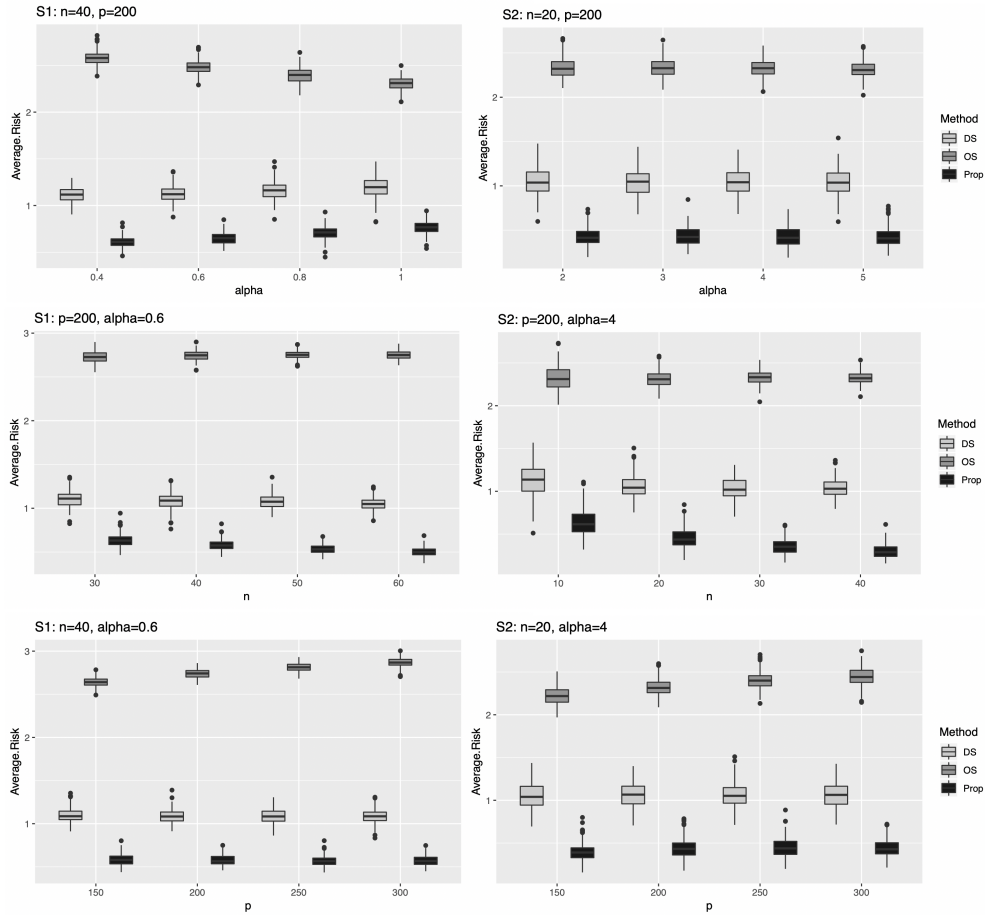 S1: n=40, p=200
Average.Risk
2
1
0.4 0.6 0.8 1
alpha
S2: n=20, p=200
Average.Risk
2
1
2 3 4 5
alpha
Method
DS
OS
Prop
S1: p=200, alpha=0.6
Average.Risk
3
2
1
30 40 50 60
n
S2: p=200, alpha=4
Average.Risk
2
1
10 20 30 40
n
Method
DS
OS
Prop
S1: n=40, alpha=0.6
Average.Risk
3
2
1
150 200 250 300
p
S2: n=20, alpha=4
Average.Risk
2
1
150 200 250 300
p
Method
DS
OS
Prop